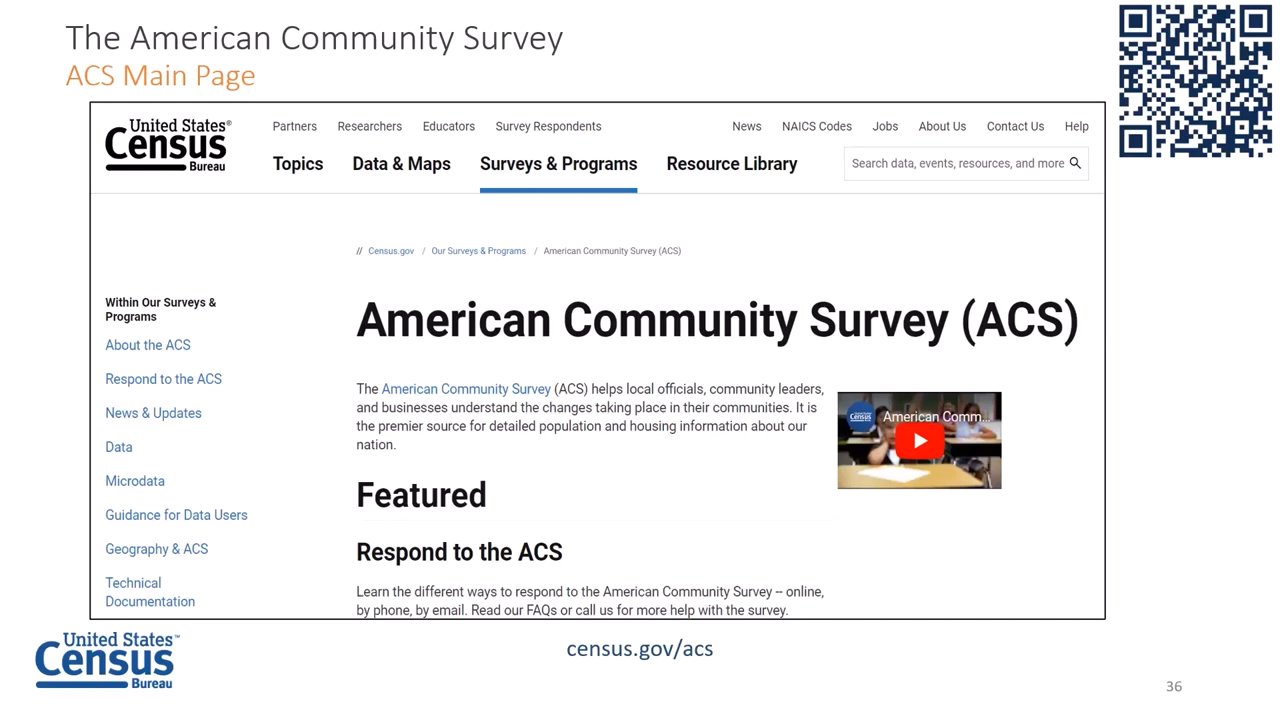 The American Community Survey
ACS Main Page
United States®
Census
Bureau
Partners Researchers Educators Survey Respondents
News NAICS Codes Jobs About Us Contact Us Help
Topics Data & Maps Surveys & Programs Resource Library
Search data, events, resources, and more
// Census.gov / Our Surveys & Programs / American Community Survey (ACS)
Within Our Surveys &
Programs
About the ACS
Respond to the ACS
News & Updates
Data
Microdata
Guidance for Data Users
Geography & ACS
Technical
Documentation
American Community Survey (ACS)
The American Community Survey (ACS) helps local officials, community leaders,
and businesses understand the changes taking place in their communities. It is
the premier source for detailed population and housing information about our
nation.
Census
American Comm...
Featured
Respond to the ACS
Learn the different ways to respond to the American Community Survey -- online,
by phone, by email. Read our FAQs or call us for more help with the survey.
United States™
Census
Bureau
census.gov/acs
36